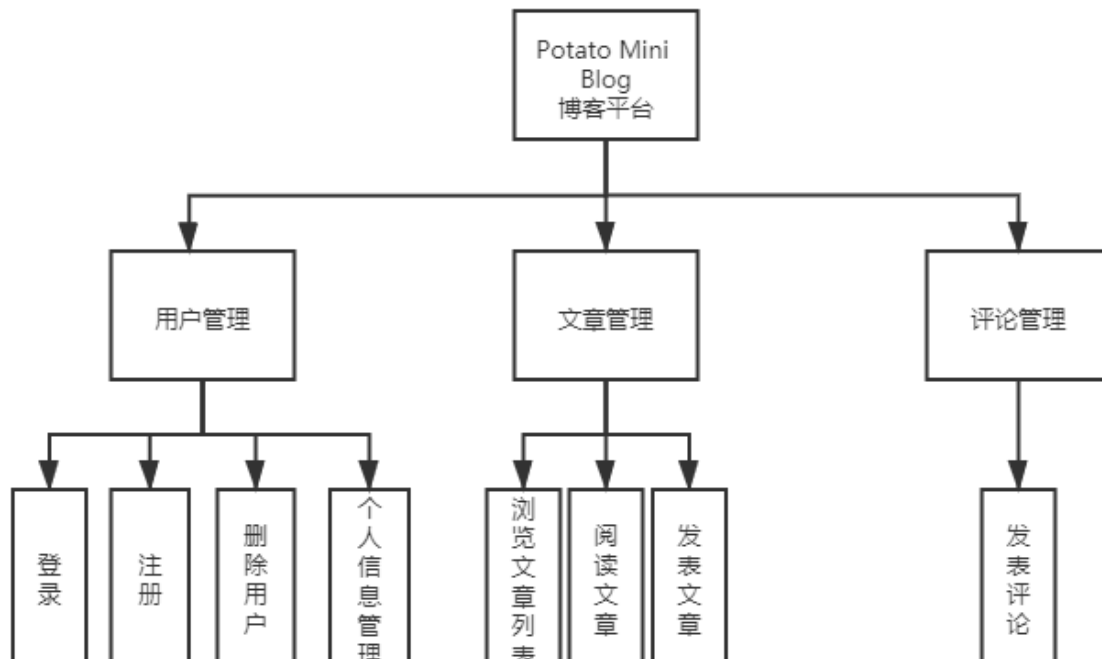 Potato Mini
Blog
博客平台
用户管理
文章管理
评论管理
登录
注册
删除用户
个人信息管理
浏览文章列表
阅读文章
发表文章
发表评论